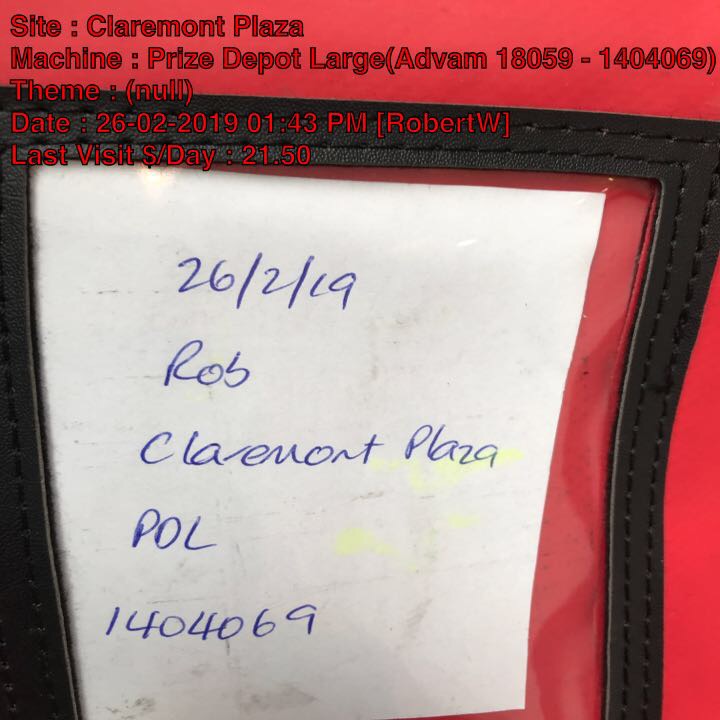 Site : Claremont Plaza
Machine : Prize Depot Large(Advam 18059 - 1404069)
Theme : (null)
Date : 26-02-2019 01:43 PM [RobertW]
Last Visit $/Day : 21.50
26/2/19
Rob
Claremont Plaza
PDL
1404069